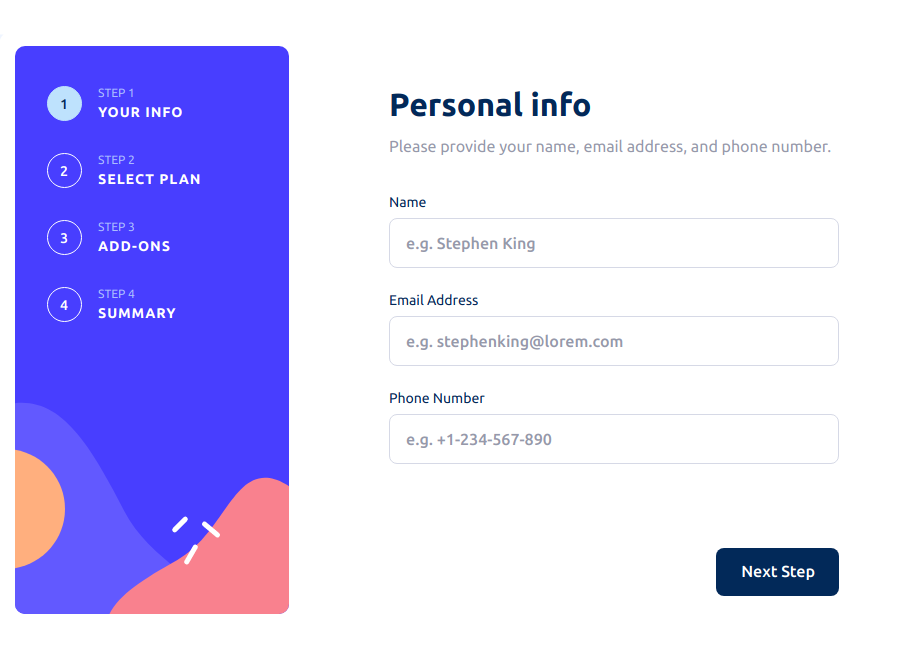 1
STEP 1
YOUR INFO
2
STEP 2
SELECT PLAN
3
STEP 3
ADD-ONS
4
STEP 4
SUMMARY
Personal info
Please provide your name, email address, and phone number.
Name
e.g. Stephen King
Email Address
e.g. stephenking@lorem.com
Phone Number
e.g. +1-234-567-890
Next Step